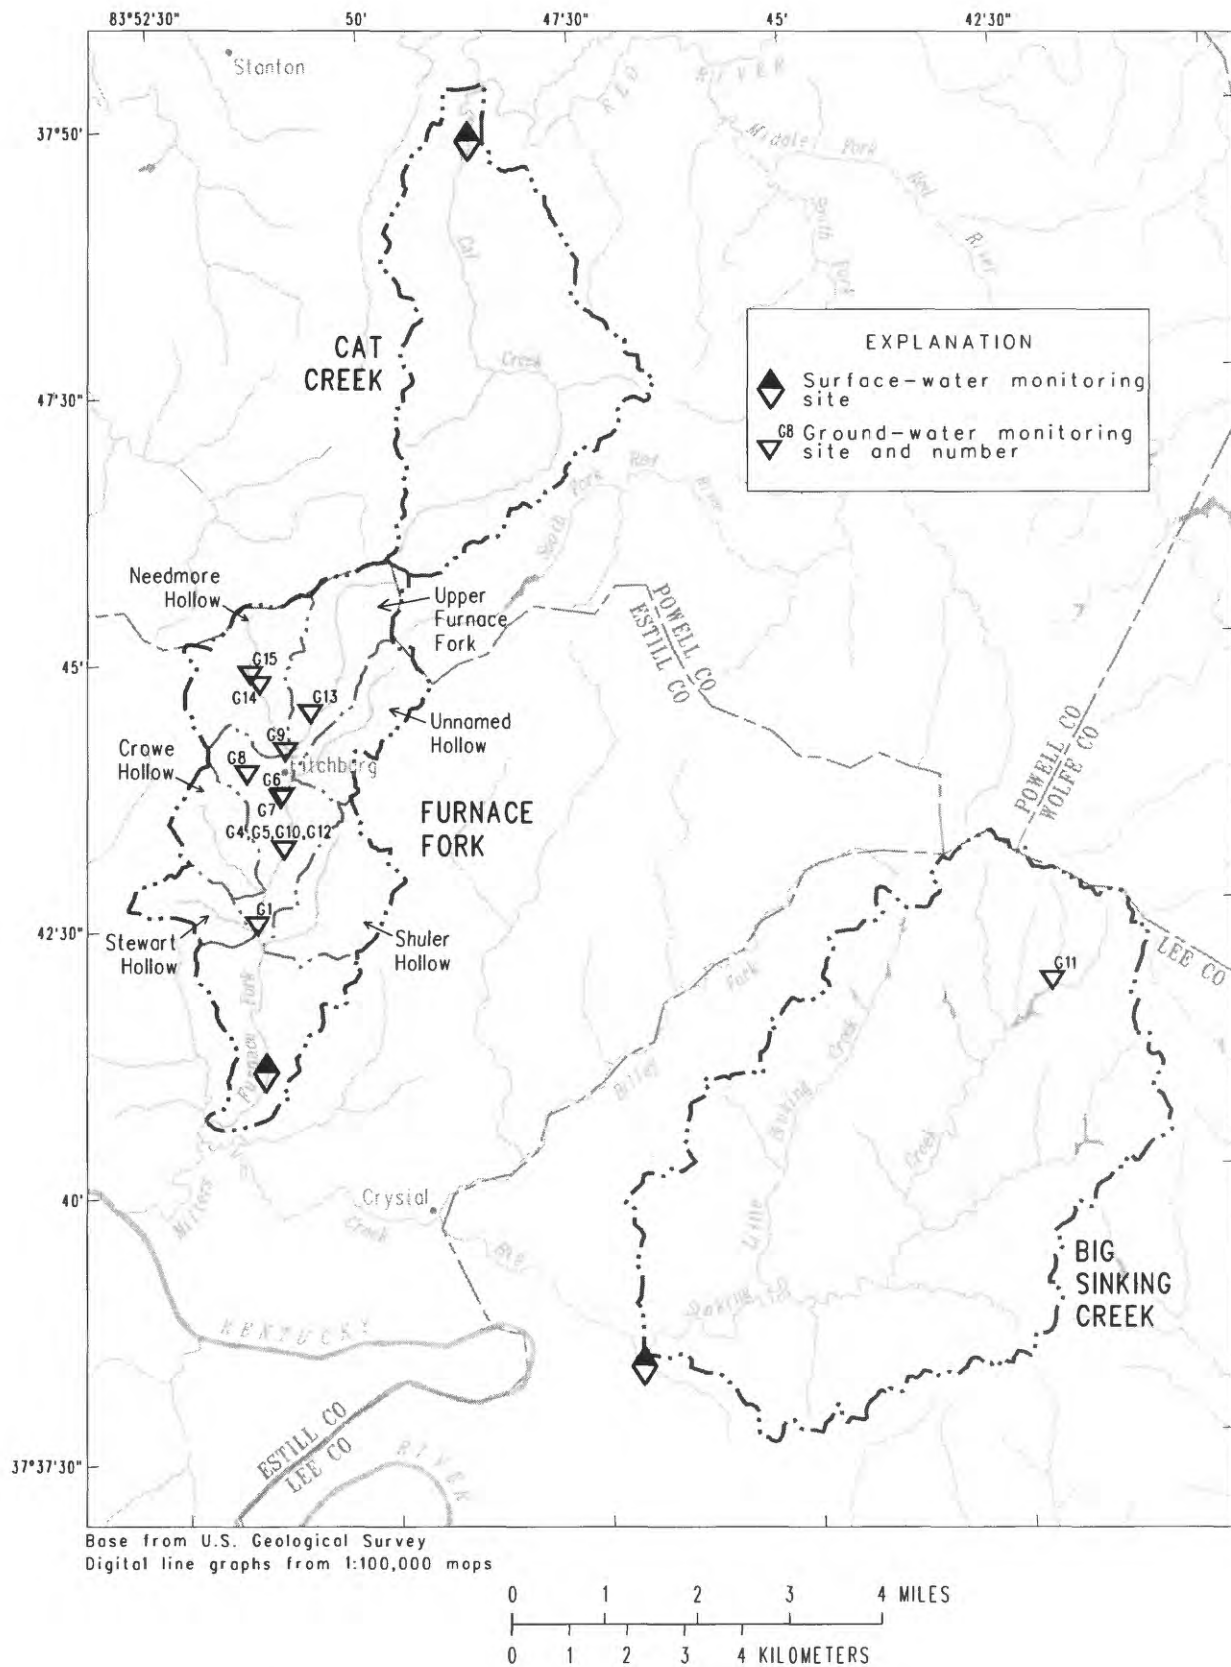 83°52'30"
50'
47'30"
45'
42'30"
Stanton
RED
RIVER
37°50'
Middle Fork
Red
River
South
Fork
Cat
EXPLANATION
Surface-water monitoring
site
G8 Ground-water monitoring
site and number
CAT
CREEK
Creek
47'30"
South
Fork
Red
River
Needmore
Hollow
Upper
Furnace
Fork
POWELL CO
ESTILL CO
45'
G15
G14
G13
Unnamed
Hollow
G9
Crowe
Hollow
G8
Fitchburg
G6
G7
FURNACE
FORK
POWELL CO
WOLFE CO
G4,G5,G10,G12
G1
42'30"
Stewart
Hollow
Shuler
Hollow
LEE CO
G11
Furnace Fork
Billey
Fork
Little
Sinking
Creek
Creek
40'
Millers
Creek
Crystal
Big
Sinking
BIG
SINKING
CREEK
KENTUCKY
ESTILL CO
LEE CO
RIVER
37°37'30"
Base from U.S. Geological Survey
Digital line graphs from 1:100,000 maps
0 1 2 3 4 MILES
0 1 2 3 4 KILOMETERS